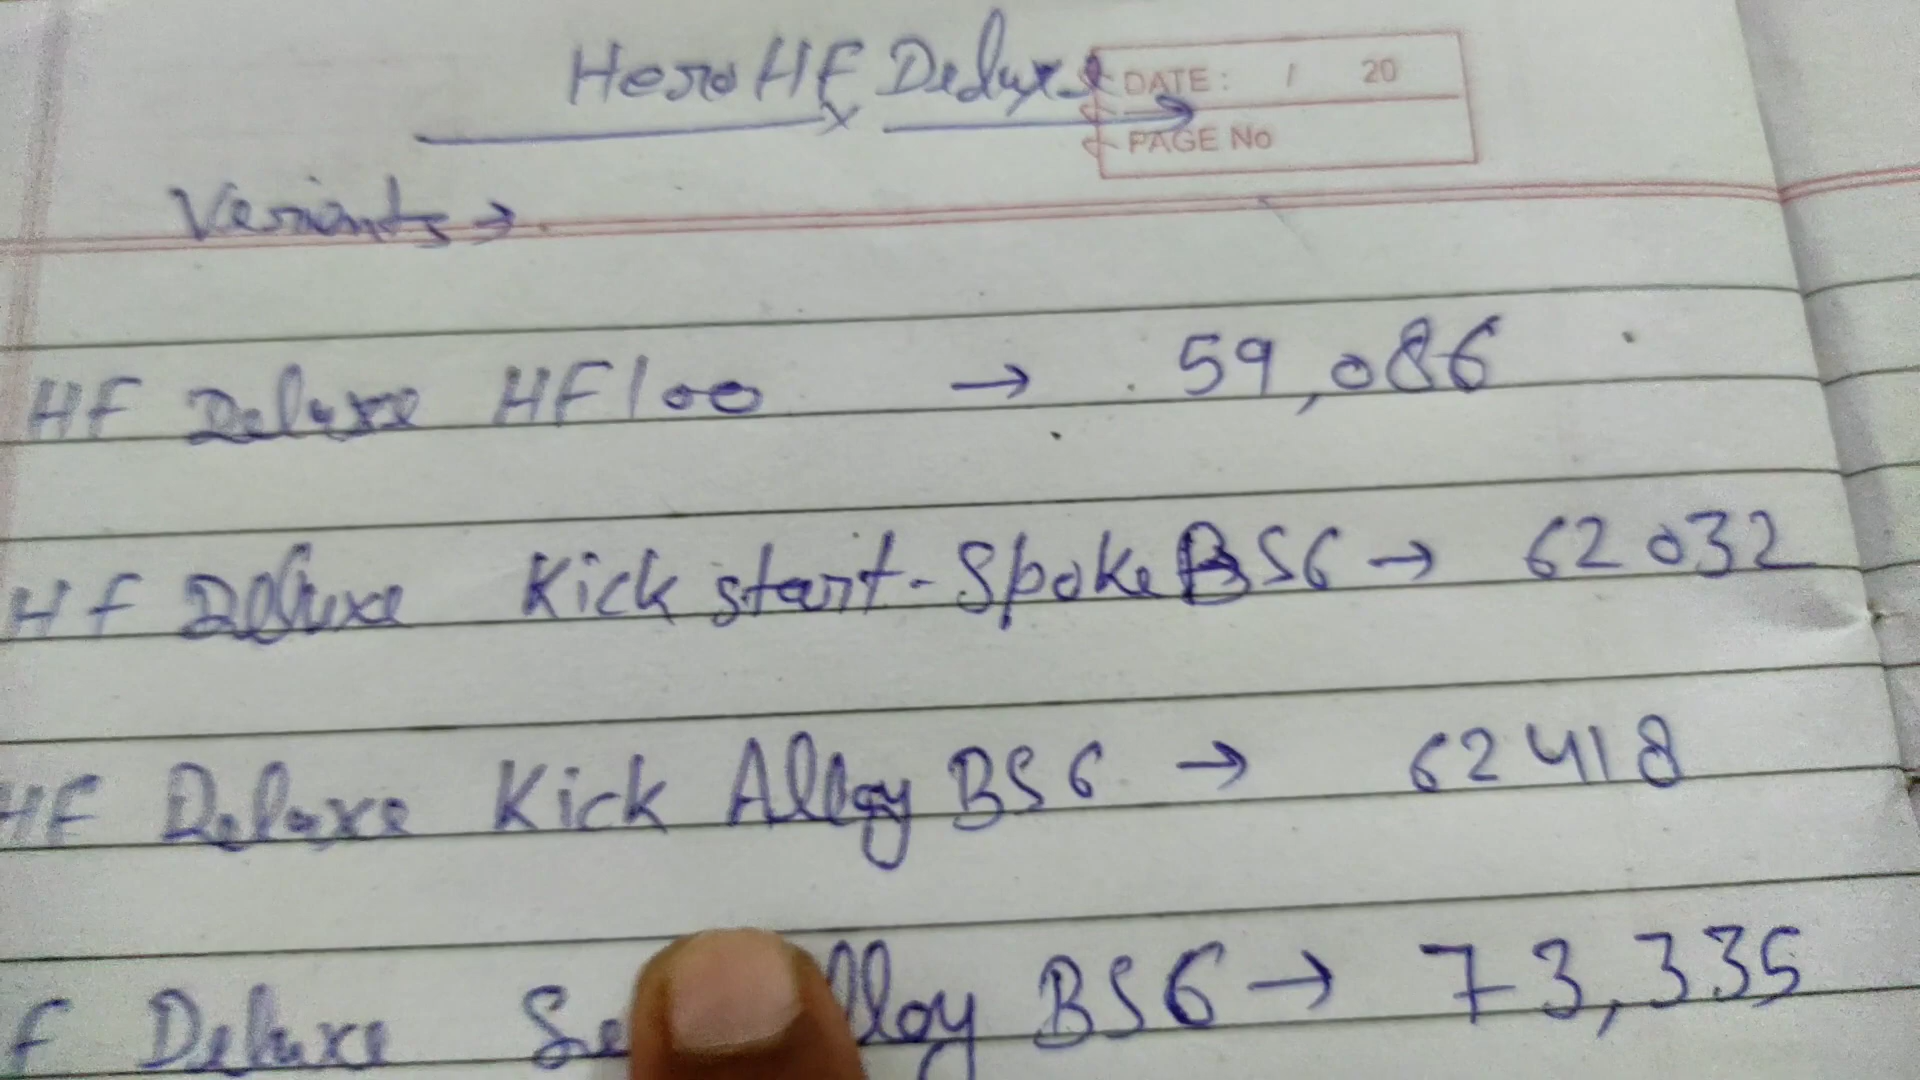 Hero HF Deluxe
DATE: / 20
PAGE No
Variants →
HF Deluxe HF100 → 59,086
HF Deluxe Kick start-Spoke BS6 → 62032
HF Deluxe Kick Alloy BS6 → 62418
F Deluxe Alloy BS6 → 73,335